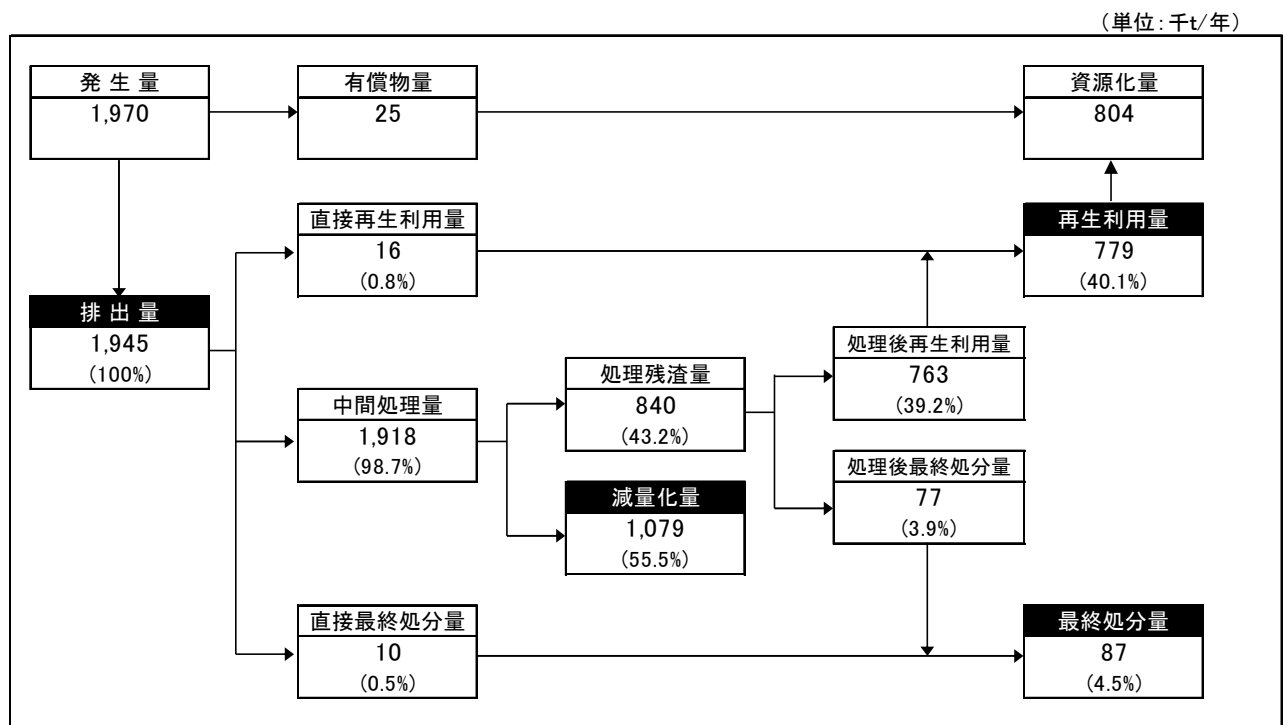 (単位:千t/年)
発 生 量
1,970
有償物量
25
資源化量
804
直接再生利用量
16
(0.8%)
再生利用量
779
(40.1%)
排 出 量
1,945
(100%)
処理後再生利用量
763
(39.2%)
処理残渣量
840
(43.2%)
中間処理量
1,918
(98.7%)
処理後最終処分量
77
(3.9%)
減量化量
1,079
(55.5%)
直接最終処分量
10
(0.5%)
最終処分量
87
(4.5%)